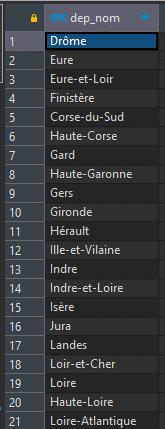 ABC dep_nom
1 Drôme
2 Eure
3 Eure-et-Loir
4 Finistère
5 Corse-du-Sud
6 Haute-Corse
7 Gard
8 Haute-Garonne
9 Gers
10 Gironde
11 Hérault
12 Ille-et-Vilaine
13 Indre
14 Indre-et-Loire
15 Isère
16 Jura
17 Landes
18 Loir-et-Cher
19 Loire
20 Haute-Loire
21 Loire-Atlantique